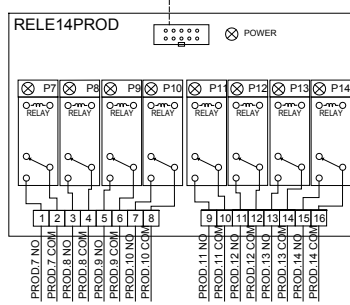 RELE14PROD
POWER
P7 P8 P9 P10 P11 P12 P13 P14
RELAY RELAY RELAY RELAY RELAY RELAY RELAY RELAY
1 2 3 4 5 6 7 8 9 10 11 12 13 14 15 16
PROD.7 NO
PROD.7 COM
PROD.8 NO
PROD.8 COM
PROD.9 NO
PROD.9 COM
PROD.10 NO
PROD.10 COM
PROD.11 NO
PROD.11 COM
PROD.12 NO
PROD.12 COM
PROD.13 NO
PROD.13 COM
PROD.14 NO
PROD.14 COM